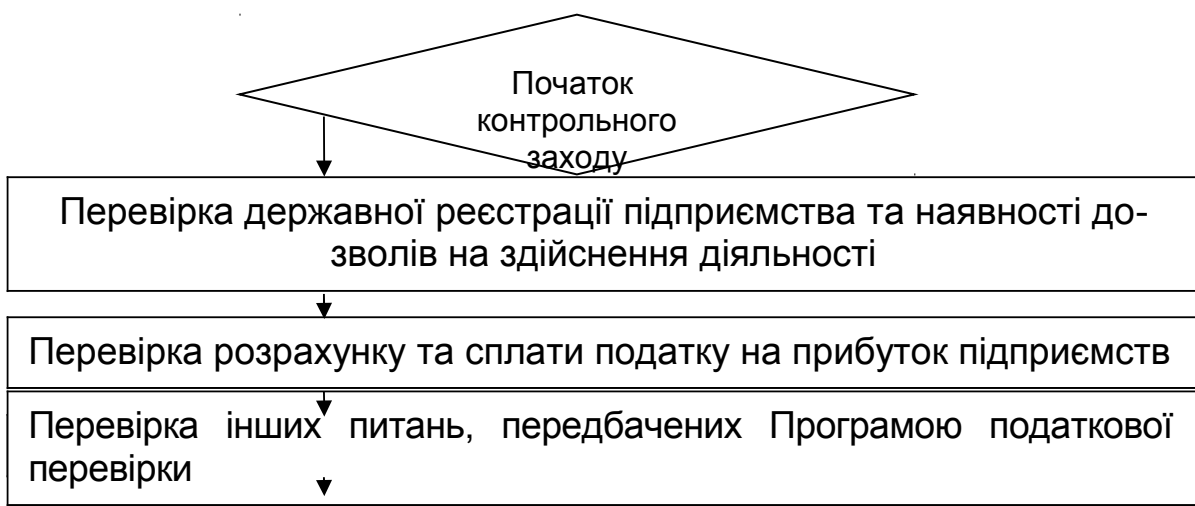 Початок
контрольного
заходу
Перевірка державної реєстрації підприємства та наявності до-
зволів на здійснення діяльності
Перевірка розрахунку та сплати податку на прибуток підприємств
Перевірка інших питань, передбачених Програмою податкової
перевірки